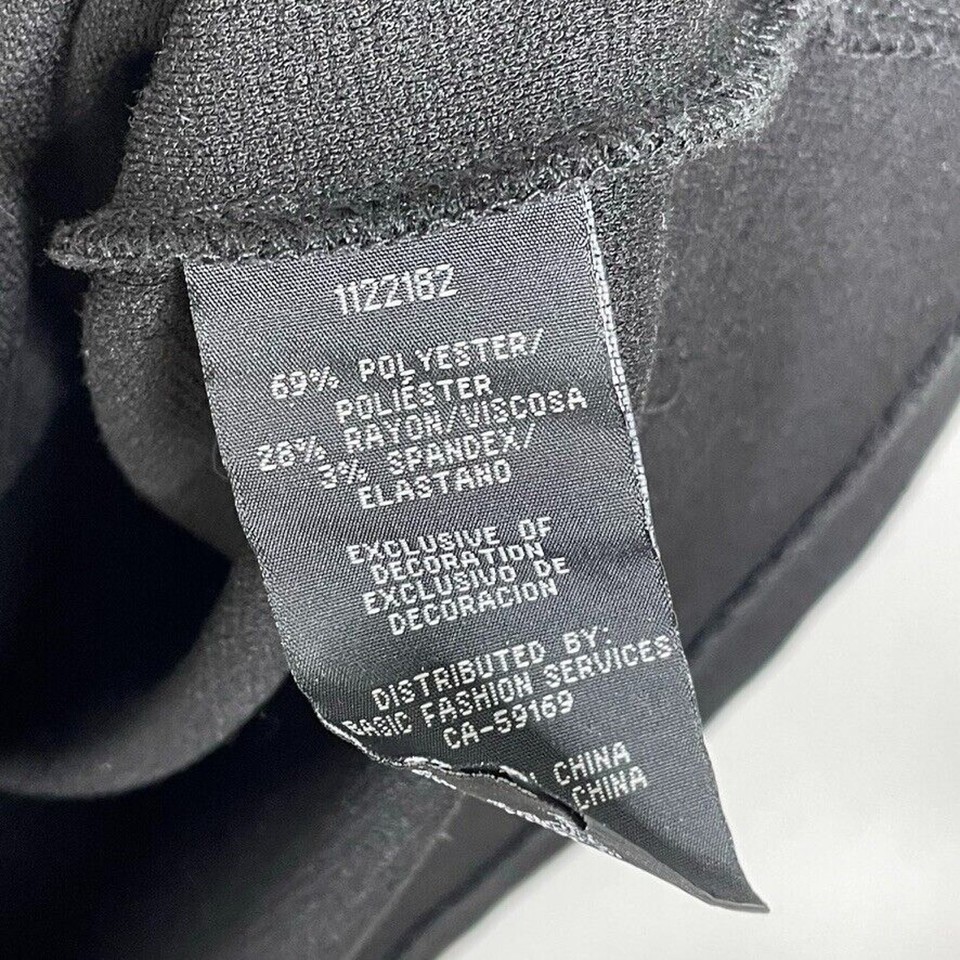 1122182
69% POLYESTER/
POLIÉSTER
28% RAYON/VISCOSA
3% SPANDEX/
ELASTANO
EXCLUSIVE OF
DECORATION
EXCLUSIVO DE
DECORACION
DISTRIBUTED BY:
BASIC FASHION SERVICES
CA-59169
CHINA
CHINA